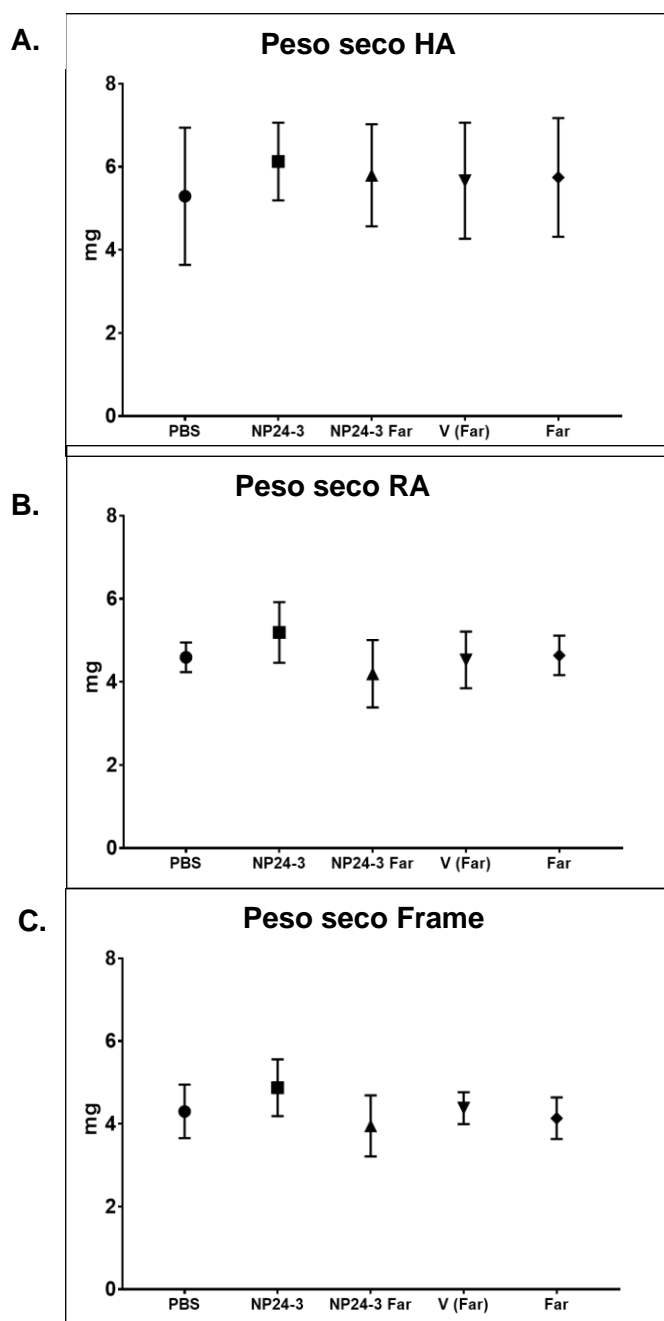 A.
Peso seco HA
8
6
4
2
0
mg
PBS NP24-3 NP24-3 Far V (Far) Far
B.
Peso seco RA
8
6
4
2
0
mg
PBS NP24-3 NP24-3 Far V (Far) Far
C.
Peso seco Frame
8
6
4
2
0
mg
PBS NP24-3 NP24-3 Far V (Far) Far